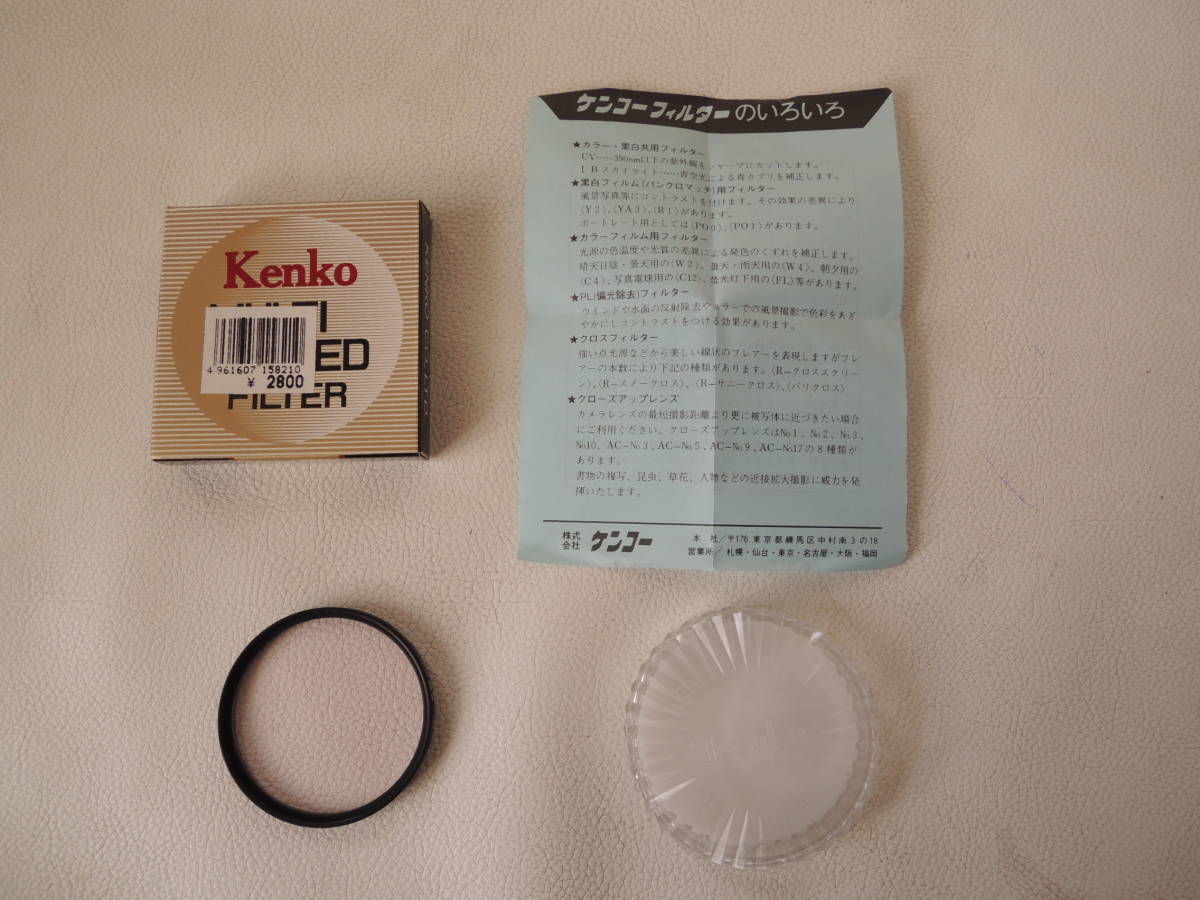 Kenko
MULTI
ED
FILTER
4 961607 158210
¥ 2800
ケンコーフィルターのいろいろ
★カラー・黒白共用フィルター
UV……390nm以下の紫外線をシャープにカットします。
1Bスカイライト……青空光による青カブリを補正します。
★黒白フィルム(パンクロマッチ)用フィルター
風景写真等にコントラストを付けます。その効果の差異により
(Y2)、(YA3)、(R1)があります。
ポートレート用としては(PO0)、(PO1)があります。
★カラーフィルム用フィルター
光源の色温度や光質の差異による発色のくずれを補正します。
晴天日陰・曇天用の(W2)、曇天・雨天用の(W4)、朝夕用の
(C4)、写真電球用の(C12)、螢光灯下用の(FL)等があります。
★PL(偏光除去)フィルター
ウインドや水面の反射除去やカラーでの風景撮影で色彩をあざ
やかにしコントラストをつける効果があります。
★クロスフィルター
強い点光源などから美しい線状のフレアーを表現しますがフレ
アーの本数により下記の種類があります。(R-クロススクリー
ン)、(R-スノークロス)、(R-サニークロス)、(バリクロス)
★クローズアップレンズ
カメラレンズの最短撮影距離より更に被写体に近づきたい場合
にご利用ください。クローズアップレンズは№1、№2、№3、
№10、AC-№3、AC-№5、AC-№9、AC-№17の8種類が
あります。
書物の複写、昆虫、草花、人物などの近接拡大撮影に威力を発
揮いたします。
株式会社 ケンコー
本社/〒176 東京都練馬区中村南3の18
営業所/札幌・仙台・東京・名古屋・大阪・福岡
Kenko